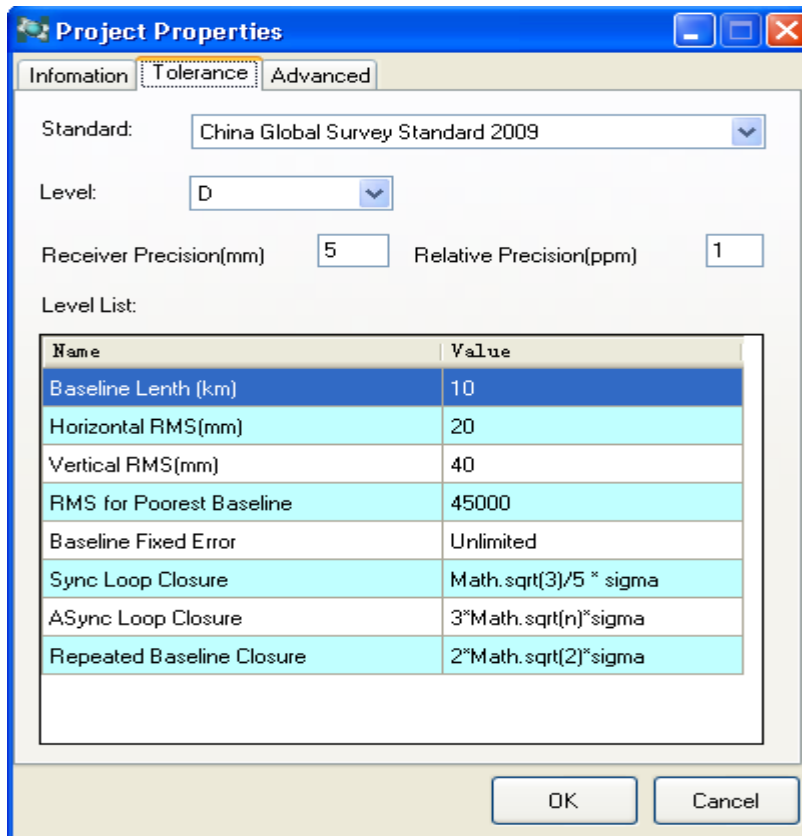 Project Properties
Infomation Tolerance Advanced
Standard: China Global Survey Standard 2009
Level: D
Receiver Precision(mm) 5 Relative Precision(ppm) 1
Level List:
Name Value
Baseline Lenth (km) 10
Horizontal RMS(mm) 20
Vertical RMS(mm) 40
RMS for Poorest Baseline 45000
Baseline Fixed Error Unlimited
Sync Loop Closure Math.sqrt(3)/5 * sigma
ASync Loop Closure 3*Math.sqrt(n)*sigma
Repeated Baseline Closure 2*Math.sqrt(2)*sigma
OK Cancel